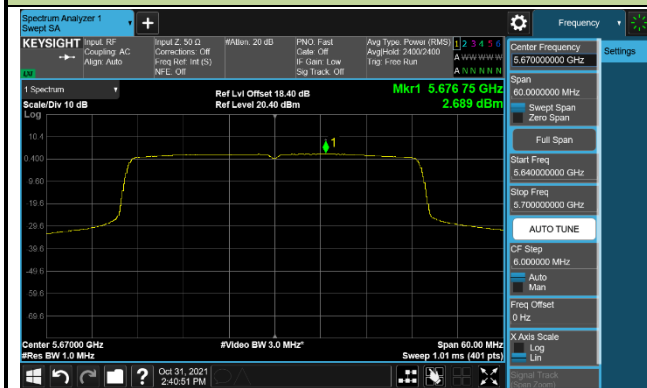 Spectrum Analyzer 1
Swept SA
Frequency
KEYSIGHT
Input: RF
Coupling: AC
Align: Auto
Input Z: 50 Ω
Corrections: Off
Freq Ref: Int (S)
NFE: Off
#Atten: 20 dB
PNO: Fast
Gate: Off
IF Gain: Low
Sig Track: Off
Avg Type: Power (RMS)
Avg|Hold: 2400/2400
Trig: Free Run
1 2 3 4 5 6
A W W W W W
A N N N N N
LM
Center Frequency
5.670000000 GHz
Settings
Span
60.0000000 MHz
Swept Span
Zero Span
Full Span
Start Freq
5.640000000 GHz
Stop Freq
5.700000000 GHz
AUTO TUNE
CF Step
6.000000 MHz
Auto
Man
Freq Offset
0 Hz
X Axis Scale
Log
Lin
Signal Track
(Span Zoom)
1 Spectrum
Scale/Div 10 dB
Log
Ref Lvl Offset 18.40 dB
Ref Level 20.40 dBm
Mkr1 5.676 75 GHz
2.689 dBm
1
10.4
0.400
-9.60
-19.6
-29.6
-39.6
-49.6
-59.6
-69.6
Center 5.67000 GHz
#Res BW 1.0 MHz
#Video BW 3.0 MHz*
Span 60.00 MHz
Sweep 1.01 ms (401 pts)
?
Oct 31, 2021
2:40:51 PM